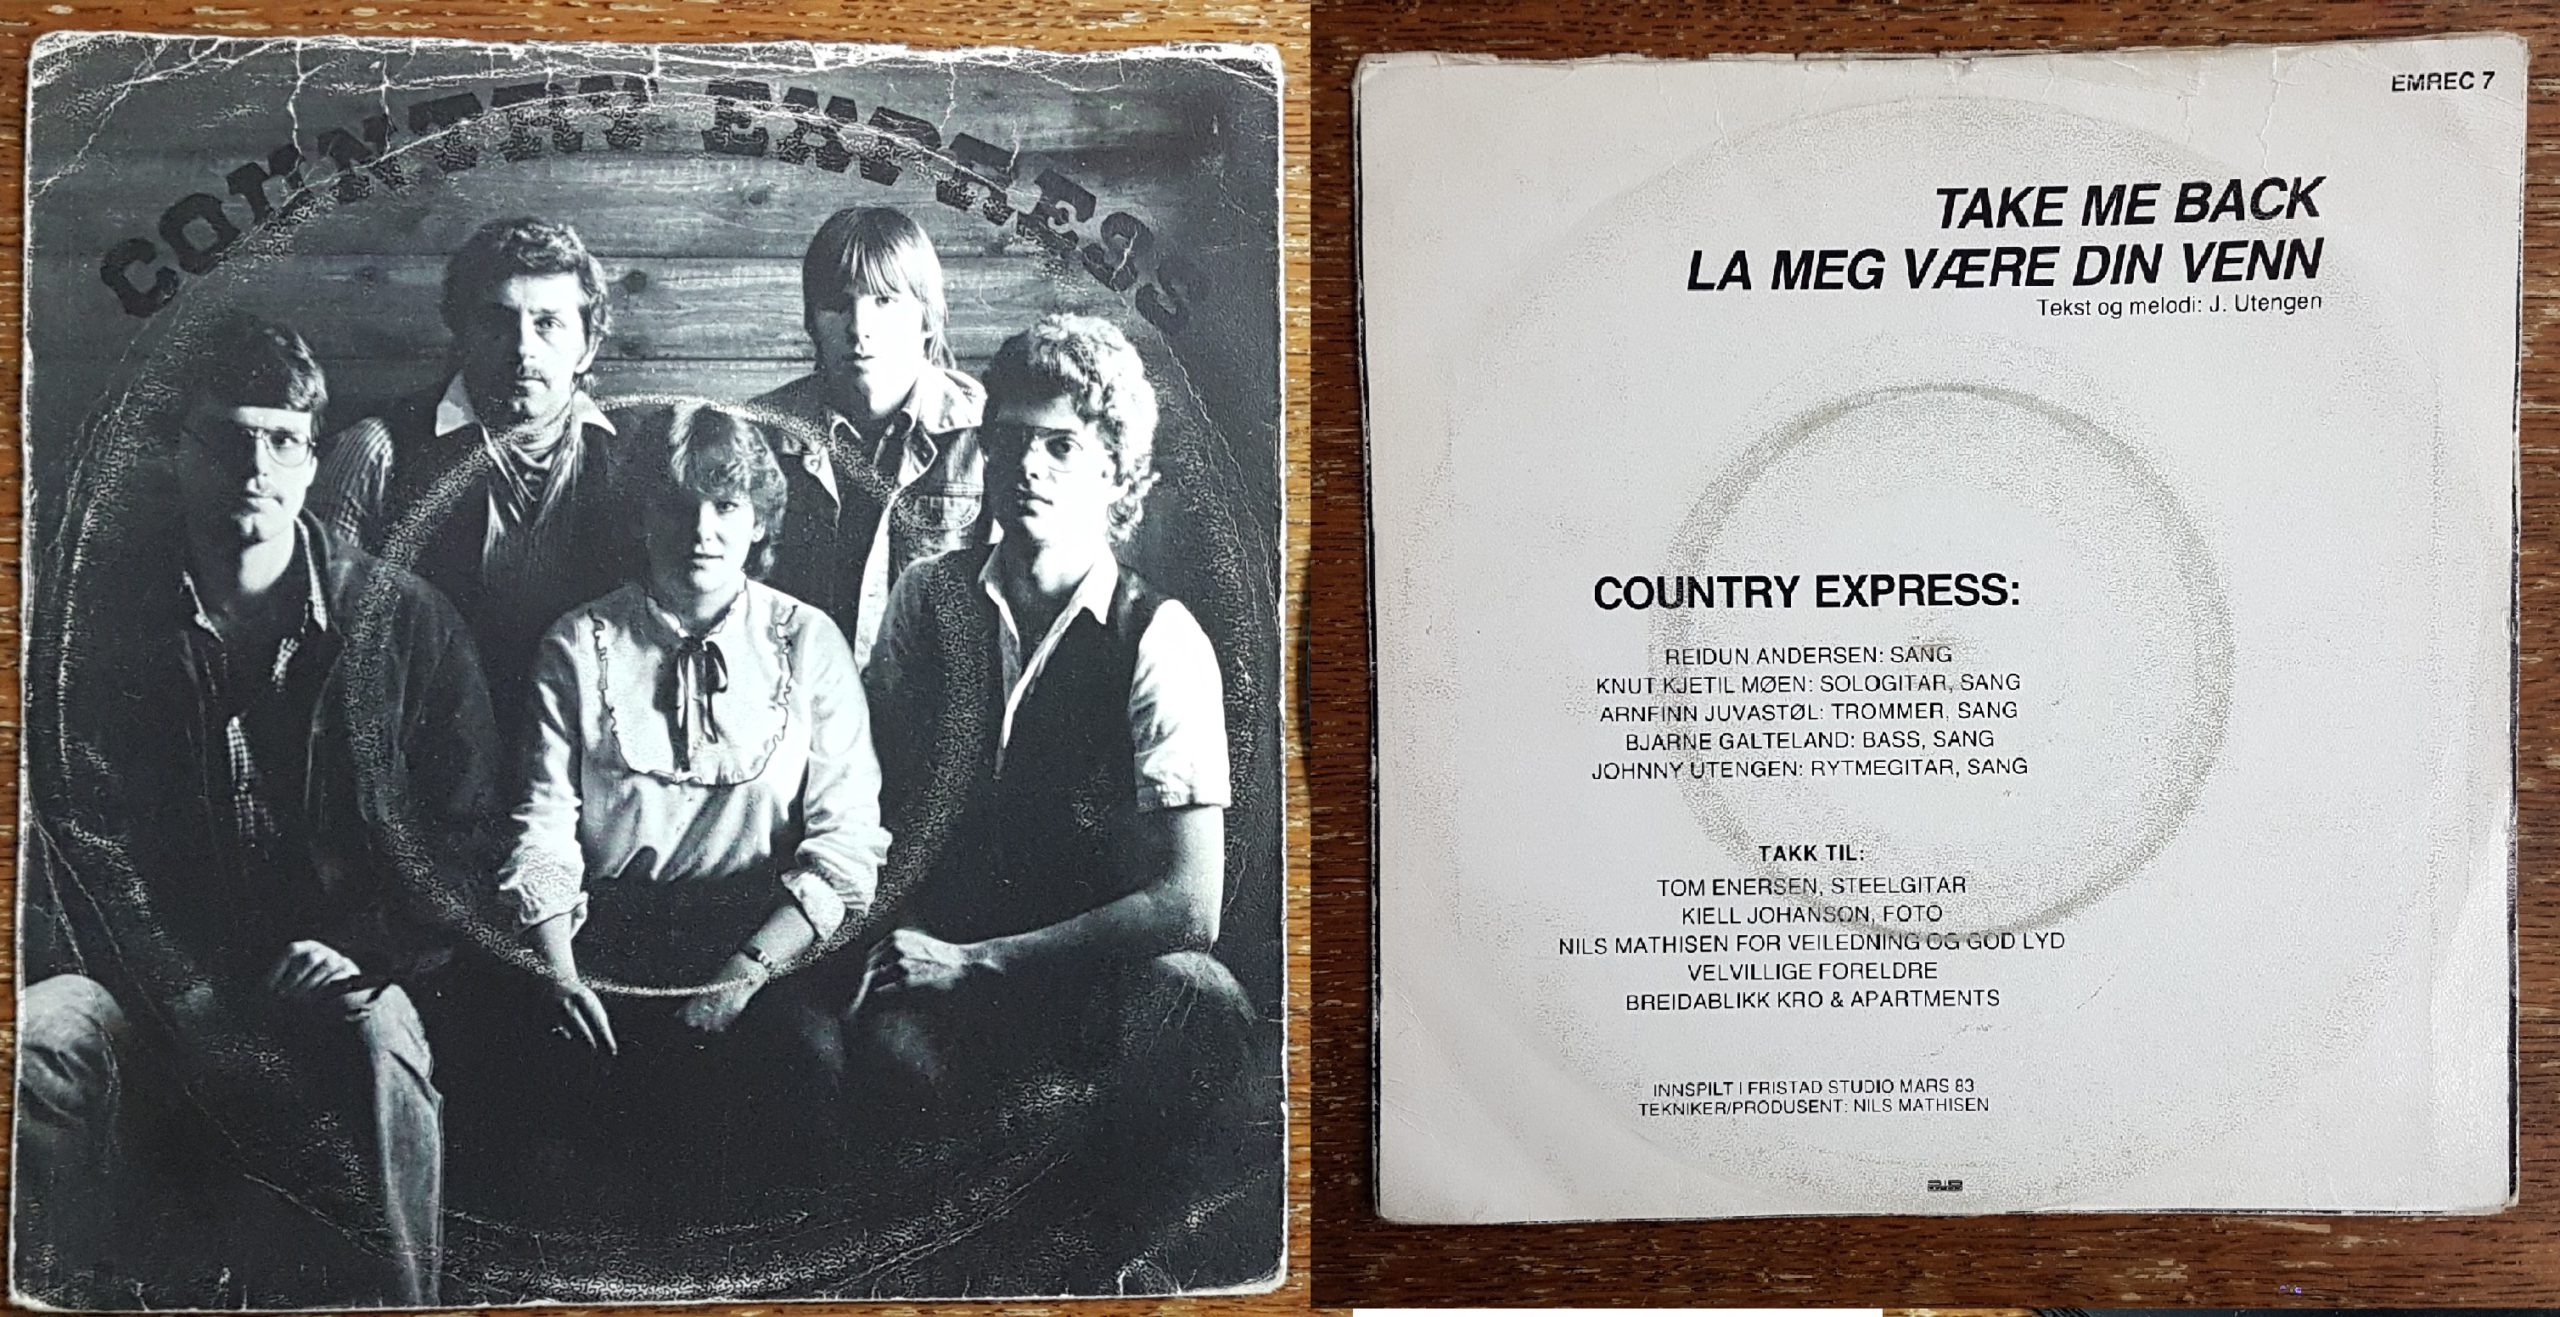 COUNTRY EXPRESS
EMREC 7
TAKE ME BACK
LA MEG VÆRE DIN VENN
Tekst og melodi: J. Utengen
COUNTRY EXPRESS:
REIDUN ANDERSEN: SANG
KNUT KJETIL MØEN: SOLOGITAR, SANG
ARNFINN JUVASTØL: TROMMER, SANG
BJARNE GALTELAND: BASS, SANG
JOHNNY UTENGEN: RYTMEGITAR, SANG
TAKK TIL:
TOM ENERSEN, STEELGITAR
KIELL JOHANSON, FOTO
NILS MATHISEN FOR VEILEDNING OG GOD LYD
VELVILLIGE FORELDRE
BREIDABLIKK KRO & APARTMENTS
INNSPILT I FRISTAD STUDIO MARS 83
TEKNIKER/PRODUSENT: NILS MATHISEN